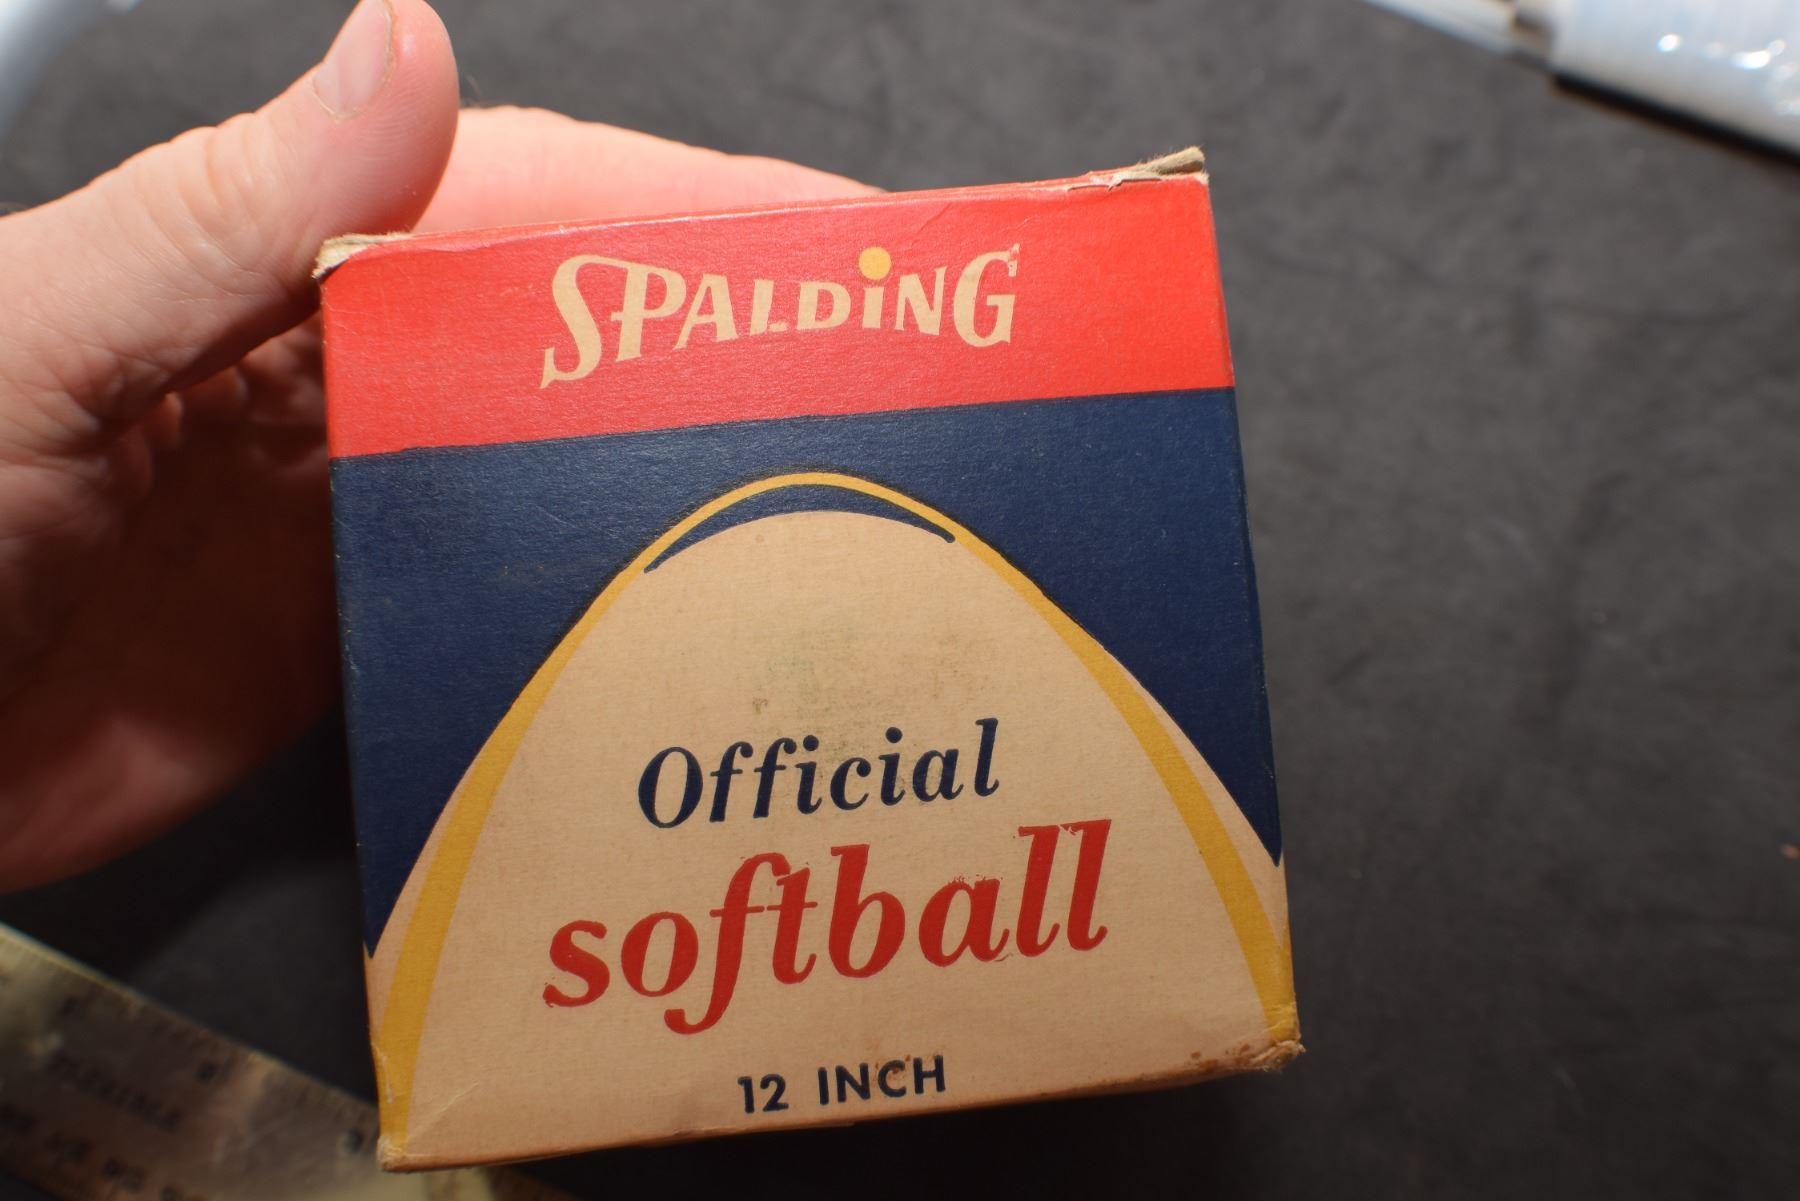 SPALDING
Official
softball
12 INCH